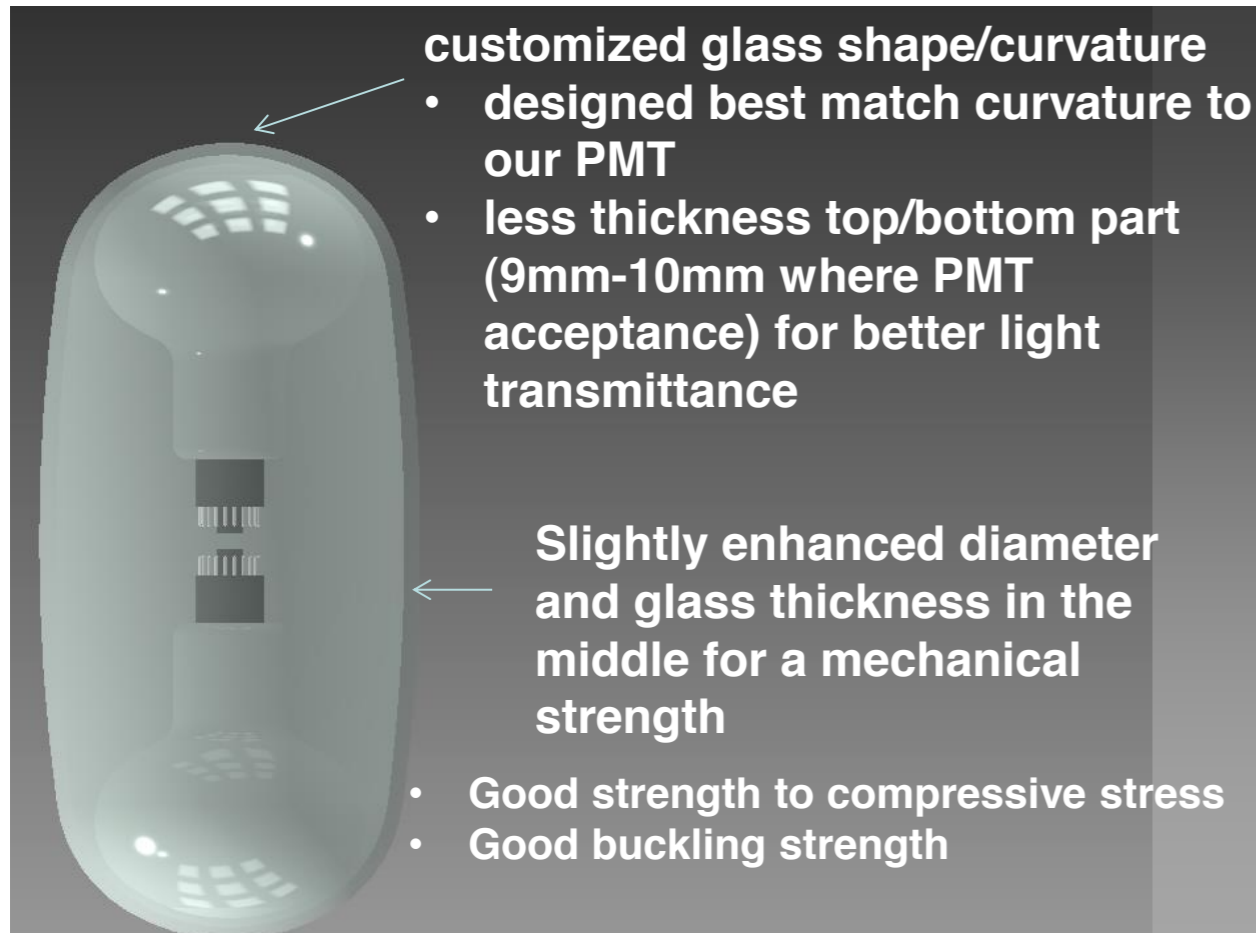 customized glass shape/curvature
• designed best match curvature to
our PMT
• less thickness top/bottom part
(9mm-10mm where PMT
acceptance) for better light
transmittance
Slightly enhanced diameter
and glass thickness in the
middle for a mechanical
strength
• Good strength to compressive stress
• Good buckling strength